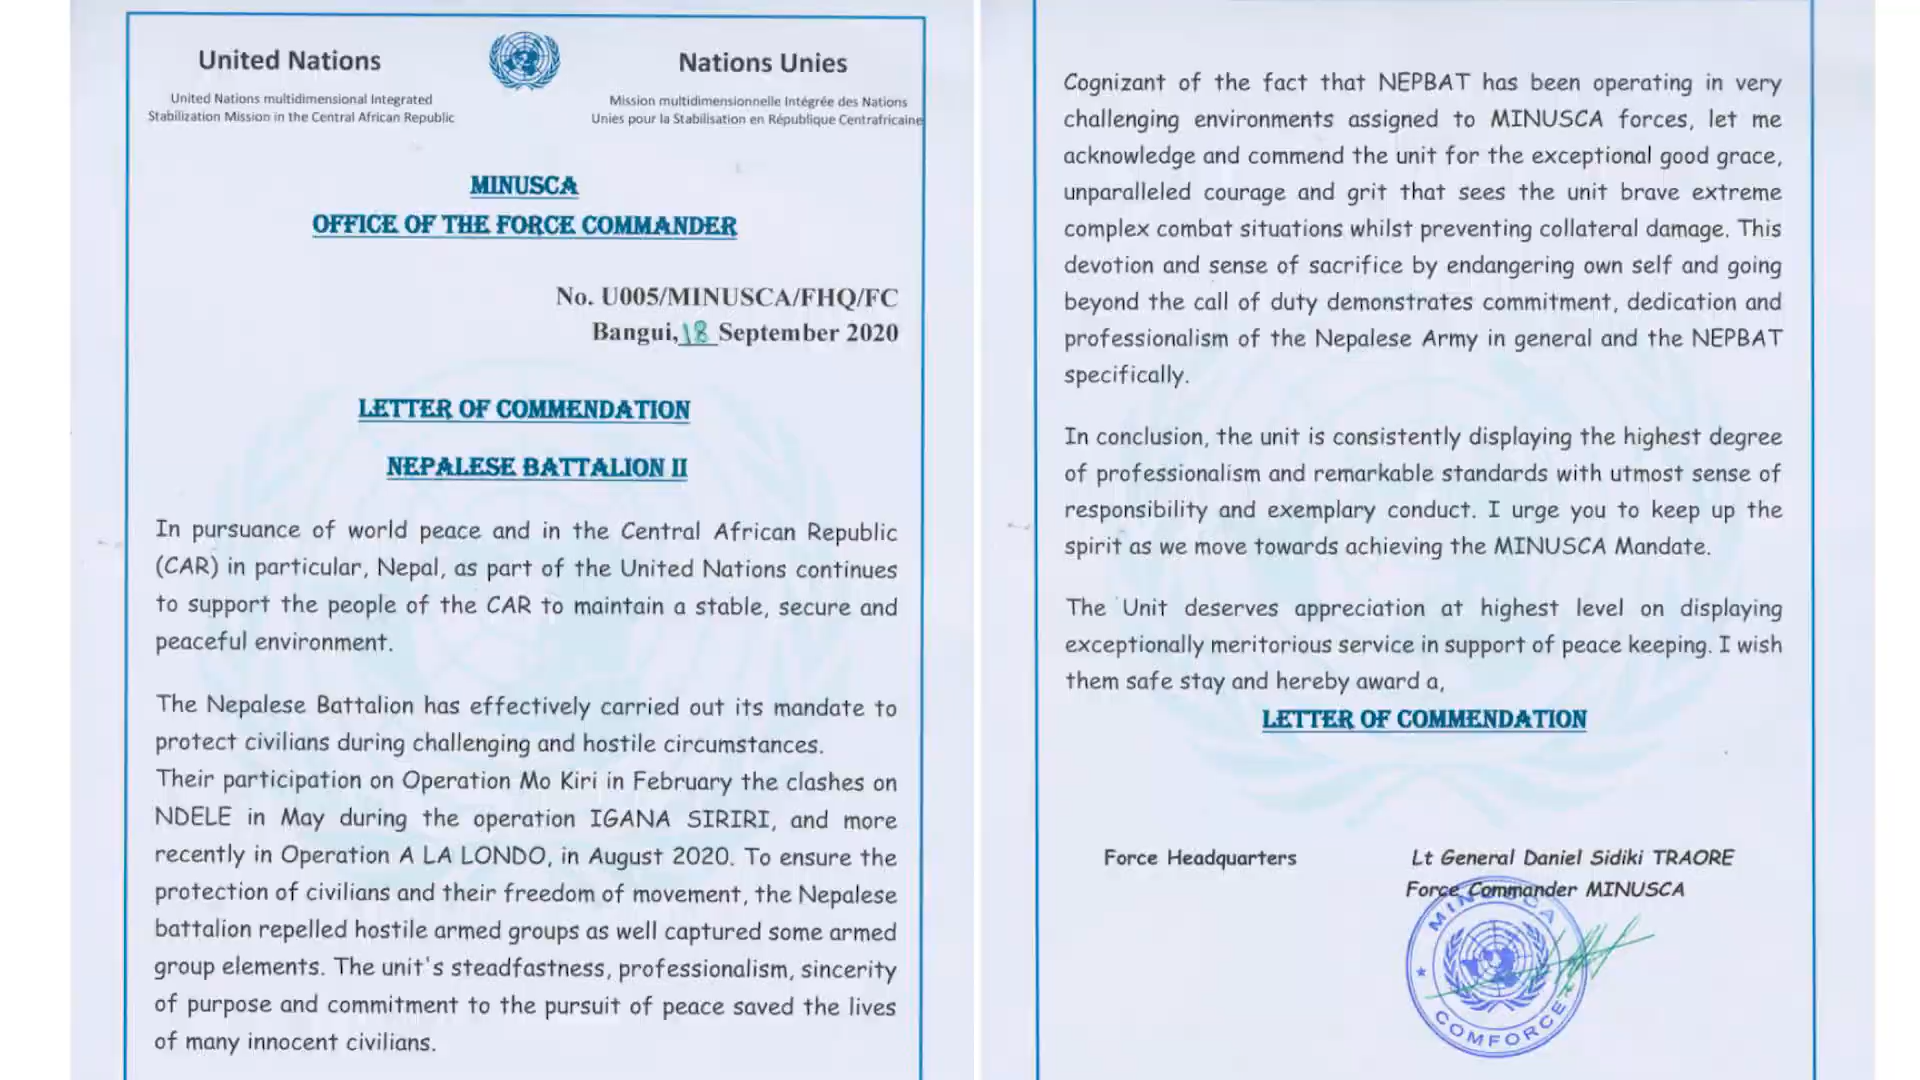 United Nations
United Nations multidimensional Integrated
Stabilization Mission in the Central African Republic
Nations Unies
Mission multidimensionnelle Intégrée des Nations
Unies pour la Stabilisation en République Centrafricaine
MINUSCA
OFFICE OF THE FORCE COMMANDER
No. U005/MINUSCA/FHQ/FC
Bangui, 18 September 2020
LETTER OF COMMENDATION
NEPALESE BATTALION II
In pursuance of world peace and in the Central African Republic
(CAR) in particular, Nepal, as part of the United Nations continues
to support the people of the CAR to maintain a stable, secure and
peaceful environment.
The Nepalese Battalion has effectively carried out its mandate to
protect civilians during challenging and hostile circumstances.
Their participation on Operation Mo Kiri in February the clashes on
NDELE in May during the operation IGANA SIRIRI, and more
recently in Operation A LA LONDO, in August 2020. To ensure the
protection of civilians and their freedom of movement, the Nepalese
battalion repelled hostile armed groups as well captured some armed
group elements. The unit's steadfastness, professionalism, sincerity
of purpose and commitment to the pursuit of peace saved the lives
of many innocent civilians.
Cognizant of the fact that NEPBAT has been operating in very
challenging environments assigned to MINUSCA forces, let me
acknowledge and commend the unit for the exceptional good grace,
unparalleled courage and grit that sees the unit brave extreme
complex combat situations whilst preventing collateral damage. This
devotion and sense of sacrifice by endangering own self and going
beyond the call of duty demonstrates commitment, dedication and
professionalism of the Nepalese Army in general and the NEPBAT
specifically.
In conclusion, the unit is consistently displaying the highest degree
of professionalism and remarkable standards with utmost sense of
responsibility and exemplary conduct. I urge you to keep up the
spirit as we move towards achieving the MINUSCA Mandate.
The Unit deserves appreciation at highest level on displaying
exceptionally meritorious service in support of peace keeping. I wish
them safe stay and hereby award a,
LETTER OF COMMENDATION
Force Headquarters
Lt General Daniel Sidiki TRAORE
Force Commander MINUSCA
MINUSCA
COMFORCE